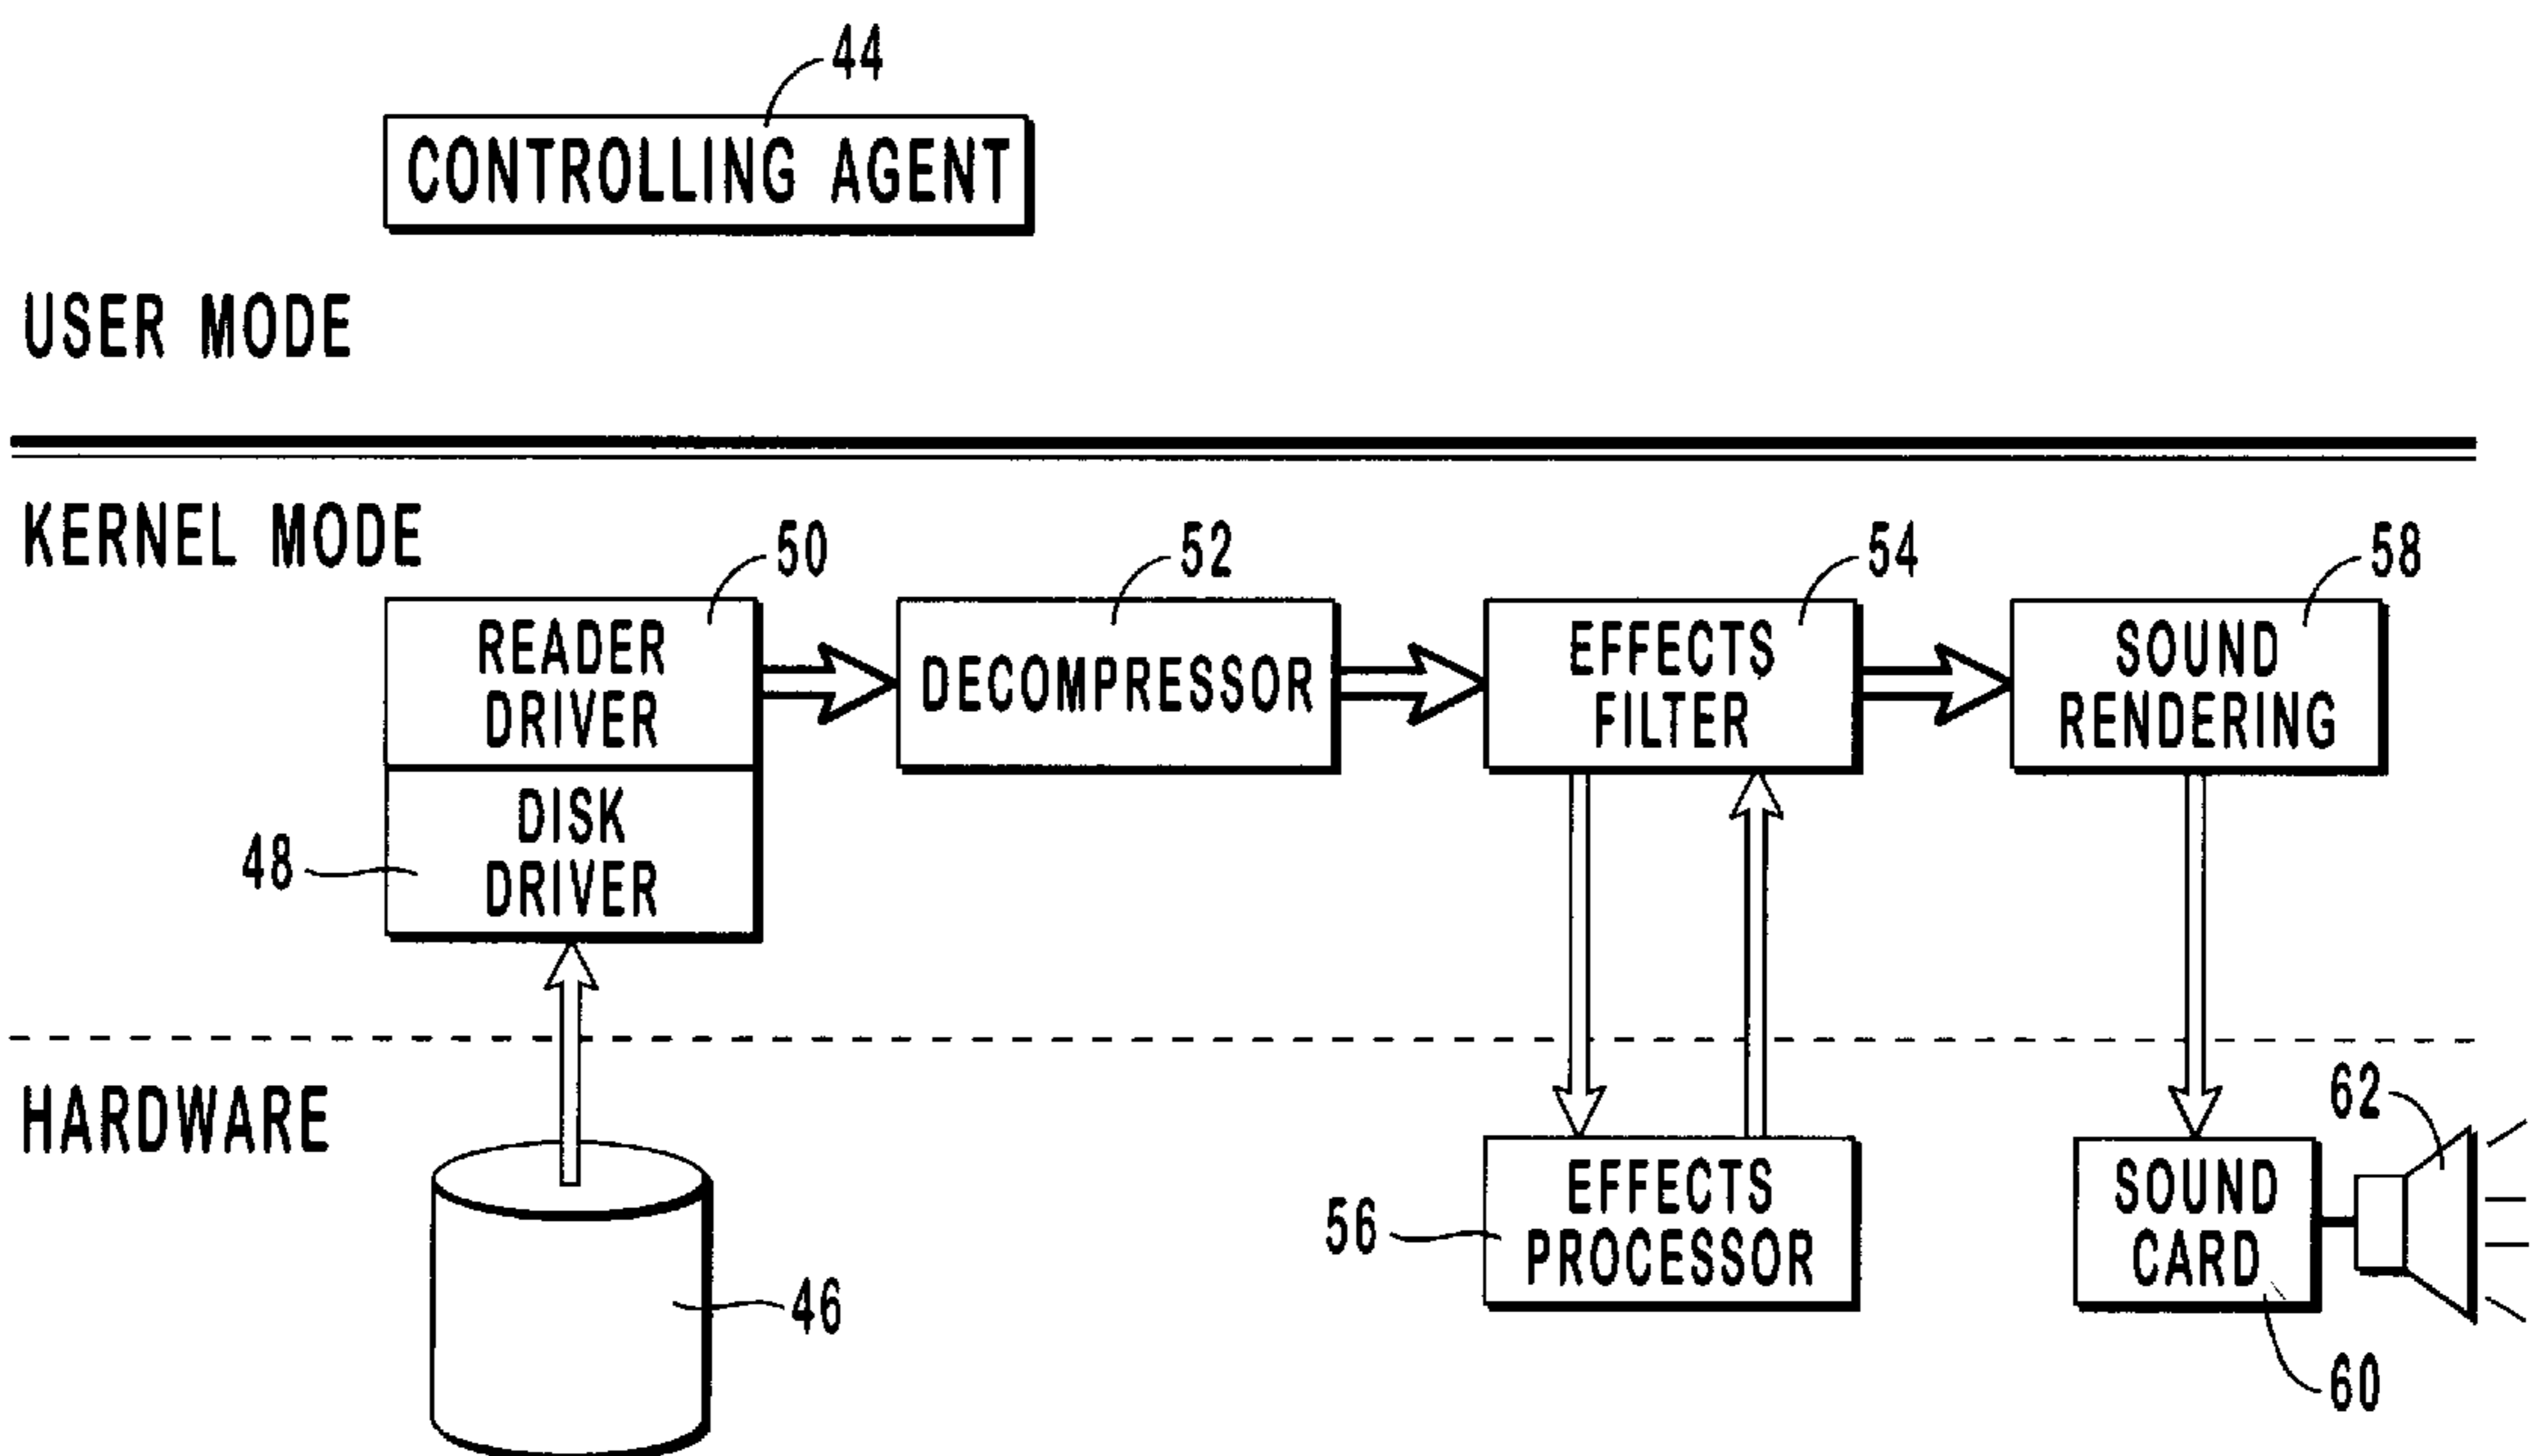 44
CONTROLLING AGENT
USER MODE
KERNEL MODE
50
52
54
58
READER
DRIVER
DECOMPRESSOR
EFFECTS
FILTER
SOUND
RENDERING
48
DISK
DRIVER
HARDWARE
62
46
56
EFFECTS
PROCESSOR
SOUND
CARD
60